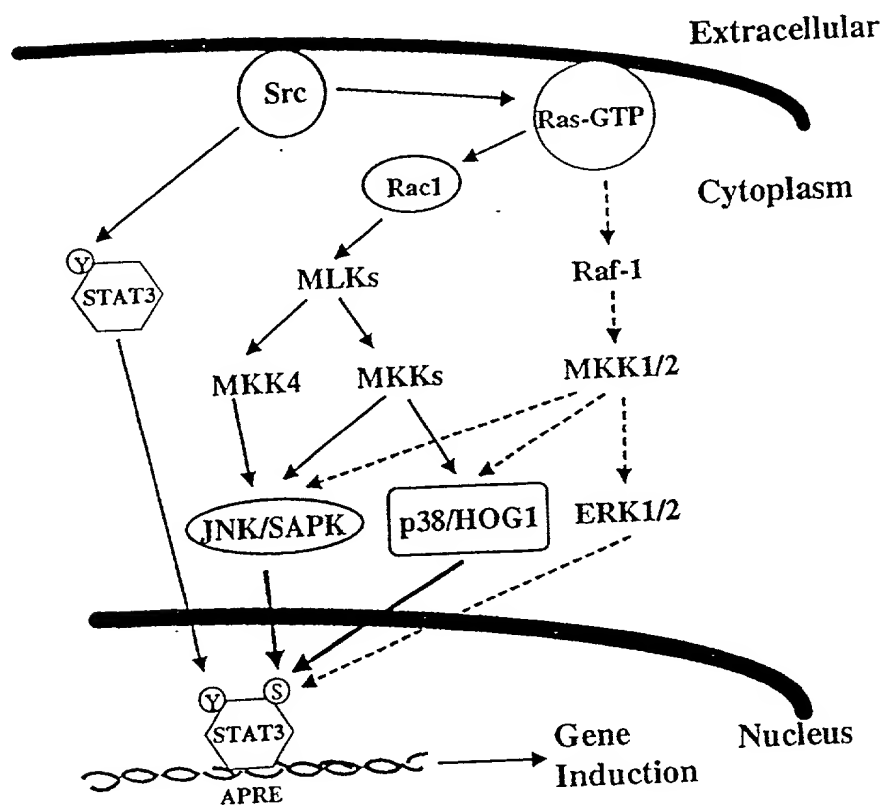 Extracellular
Src
Ras-GTP
Rac1
Cytoplasm
Y
STAT3
MLKs
Raf-1
MKK4
MKKs
MKK1/2
JNK/SAPK
p38/HOG1
ERK1/2
Y
S
STAT3
APRE
Gene
Induction
Nucleus